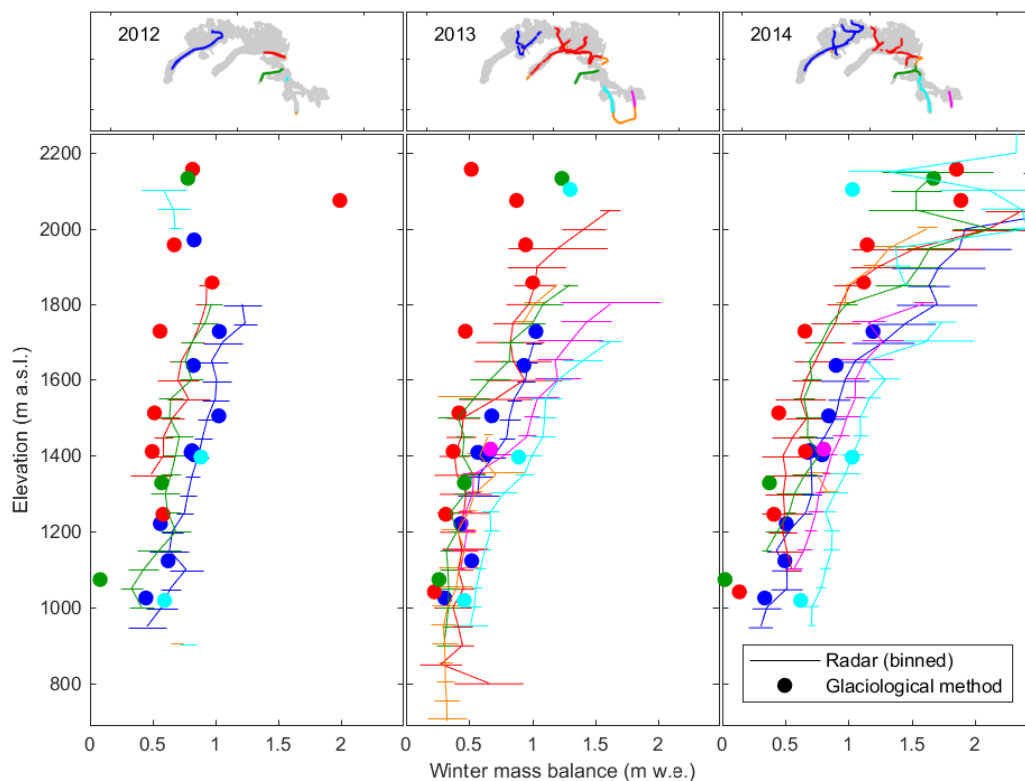 2012
2013
2014
2200
2000
1800
1600
1400
1200
1000
800
Elevation (m a.s.l.)
Radar (binned)
Glaciological method
0 0.5 1 1.5 2 0 0.5 1 1.5 2 0 0.5 1 1.5 2
Winter mass balance (m w.e.)